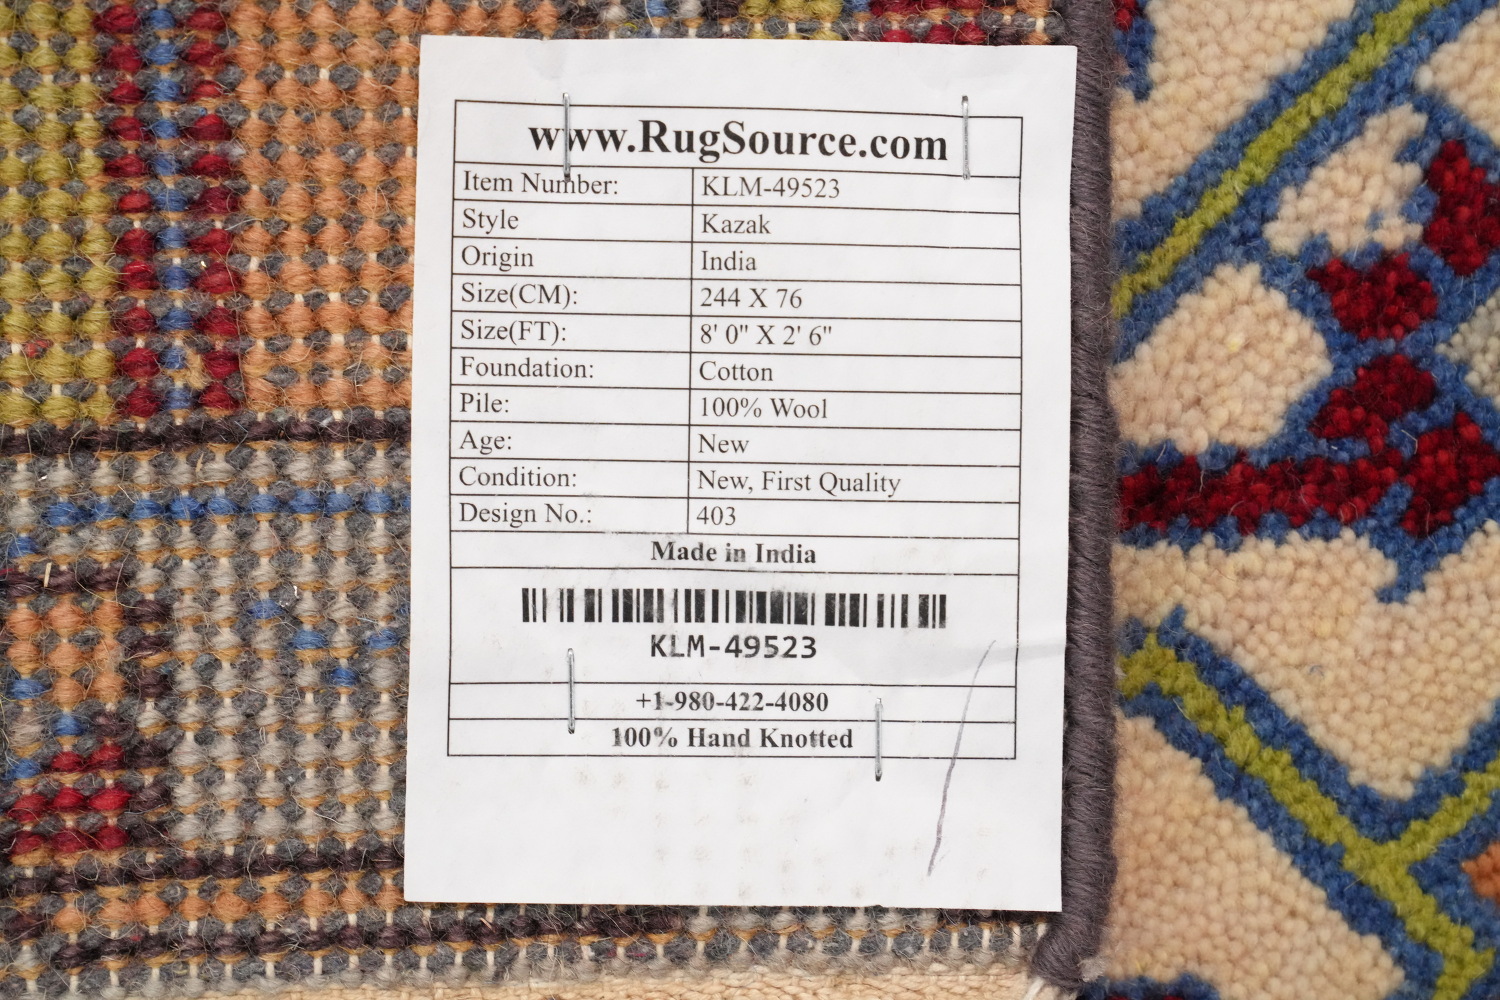 www.RugSource.com
Item Number: KLM-49523
Style Kazak
Origin India
Size(CM): 244 X 76
Size(FT): 8' 0" X 2' 6"
Foundation: Cotton
Pile: 100% Wool
Age: New
Condition: New, First Quality
Design No.: 403
Made in India
KLM-49523
+1-980-422-4080
100% Hand Knotted